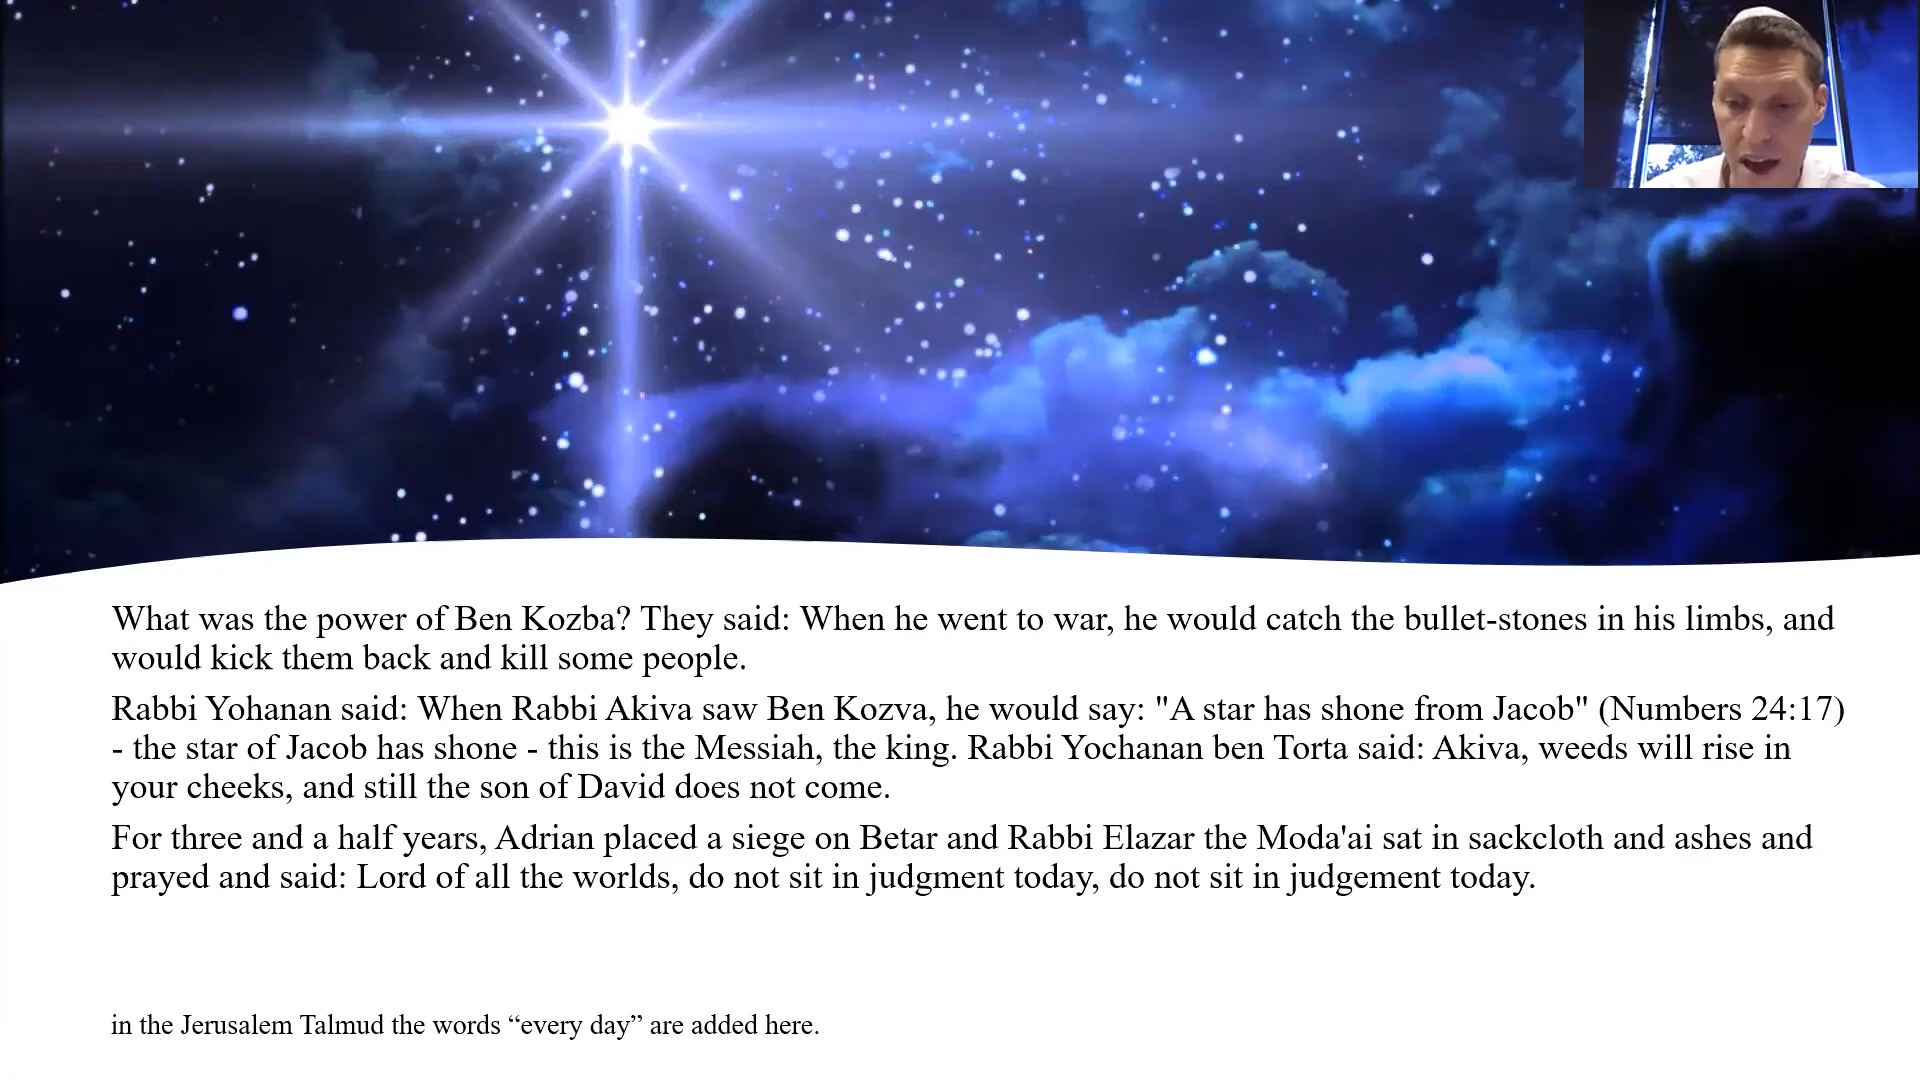 What was the power of Ben Kozba? They said: When he went to war, he would catch the bullet-stones in his limbs, and
would kick them back and kill some people.
Rabbi Yohanan said: When Rabbi Akiva saw Ben Kozva, he would say: "A star has shone from Jacob" (Numbers 24:17)
- the star of Jacob has shone - this is the Messiah, the king. Rabbi Yochanan ben Torta said: Akiva, weeds will rise in
your cheeks, and still the son of David does not come.
For three and a half years, Adrian placed a siege on Betar and Rabbi Elazar the Moda'ai sat in sackcloth and ashes and
prayed and said: Lord of all the worlds, do not sit in judgment today, do not sit in judgement today.
in the Jerusalem Talmud the words “every day” are added here.